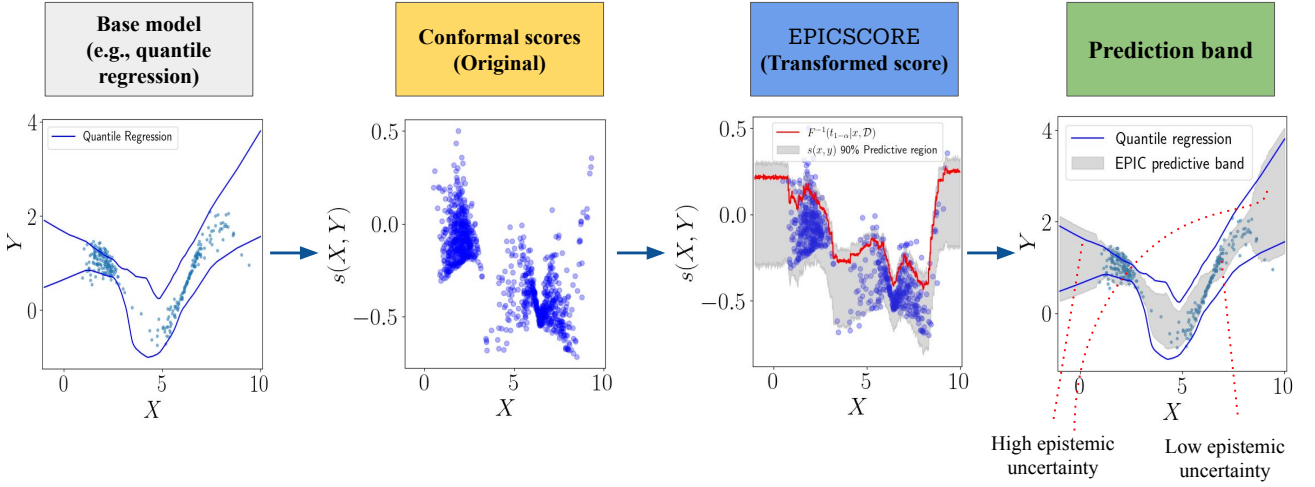 Base model
(e.g., quantile
regression)
Conformal scores
(Original)
EPICSCORE
(Transformed score)
Prediction band
Quantile Regression
4
2
0
Y
0
5
10
X
0.5
0.0
−0.5
s(X, Y)
0
5
10
X
F⁻¹(t₁₋α|x, D)
s(x, y) 90% Predictive region
0.5
0.0
−0.5
s(X, Y)
0
5
10
X
Quantile regression
EPIC predictive band
4
2
0
Y
0
5
10
X
High epistemic
uncertainty
Low epistemic
uncertainty